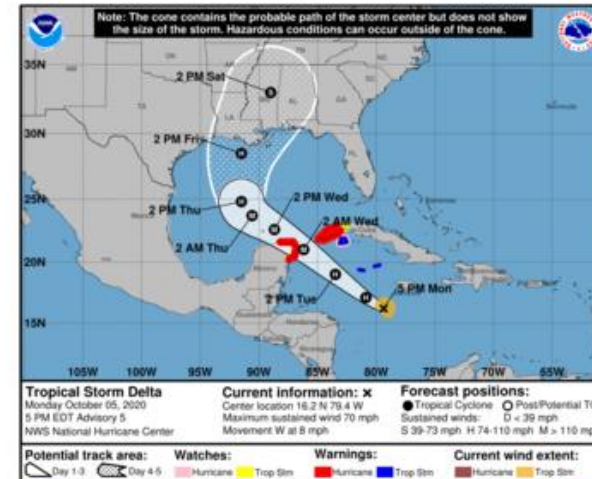 Note: The cone contains the probable path of the storm center but does not show
the size of the storm. Hazardous conditions can occur outside of the cone.
35N
2 PM Sat
S
30N
2 PM Fri
H
25N
2 PM Thu
H
2 PM Wed
2 AM Thu
H
2 AM Wed
20N
M
H
5 PM Mon
2 PM Tue
H
15N
105W 100W 95W 90W 85W 80W 75W 70W 65W
Tropical Storm Delta
Monday October 05, 2020
5 PM EDT Advisory 5
NWS National Hurricane Center
Current information: x
Center location 16.2 N 79.4 W
Maximum sustained wind 70 mph
Movement W at 8 mph
Forecast positions:
Tropical Cyclone Post/Potential T
Sustained winds: D < 39 mph
S 39-73 mph H 74-110 mph M > 110 mp
Potential track area:
Day 1-3 Day 4-5
Watches:
Hurricane Trop Stm
Warnings:
Hurricane Trop Stm
Current wind extent:
Hurricane Trop Stm